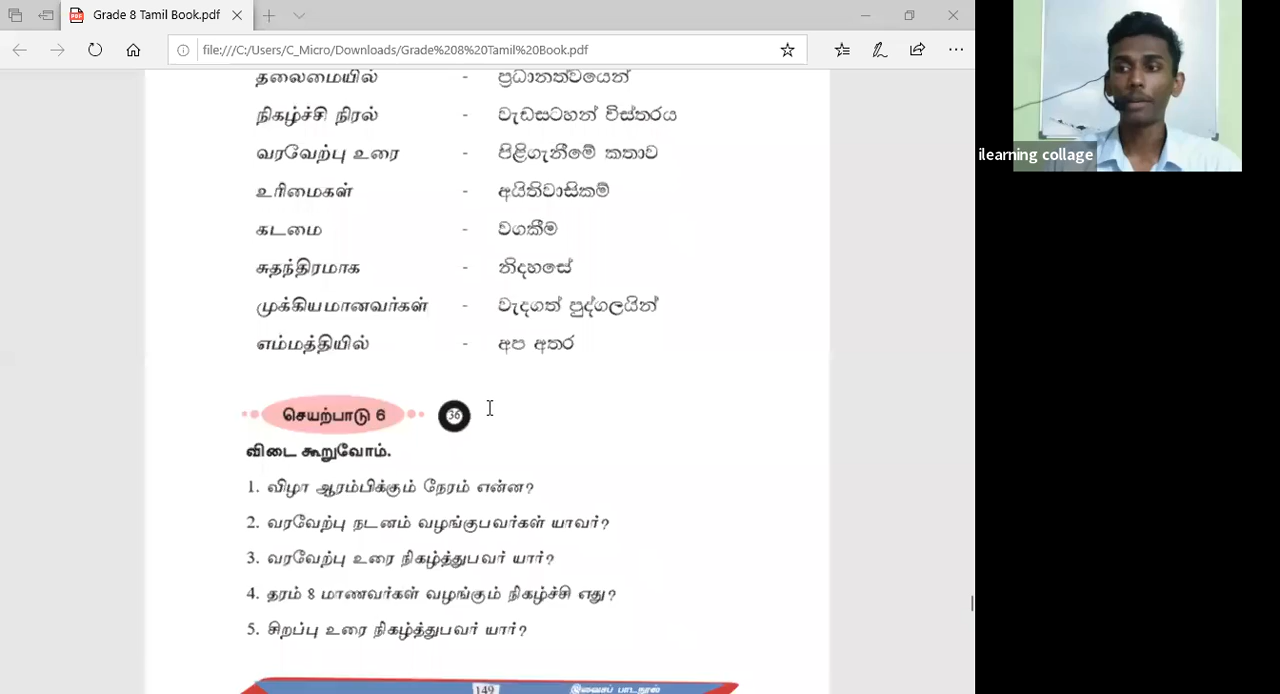 Grade 8 Tamil Book.pdf
file:///C:/Users/C_Micro/Downloads/Grade%208%20Tamil%20Book.pdf
தலைமையில் - ප්‍රධානත්වයෙන්
நிகழ்ச்சி நிரல் - වැඩසටහන් විස්තරය
வரவேற்பு உரை - පිළිගැනීමේ කතාව
உரிமைகள் - අයිතිවාසිකම්
கடமை - වගකීම
சுதந்திரமாக - නිදහසේ
முக்கியமானவர்கள் - වැදගත් පුද්ගලයින්
எம்மத்தியில் - අප අතර
செயற்பாடு 6 36
விடை கூறுவோம்.
1. விழா ஆரம்பிக்கும் நேரம் என்ன?
2. வரவேற்பு நடனம் வழங்குபவர்கள் யாவர்?
3. வரவேற்பு உரை நிகழ்த்துபவர் யார்?
4. தரம் 8 மாணவர்கள் வழங்கும் நிகழ்ச்சி எது?
5. சிறப்பு உரை நிகழ்த்துபவர் யார்?
149 இலவசப் பாடநூல்
ilearning collage